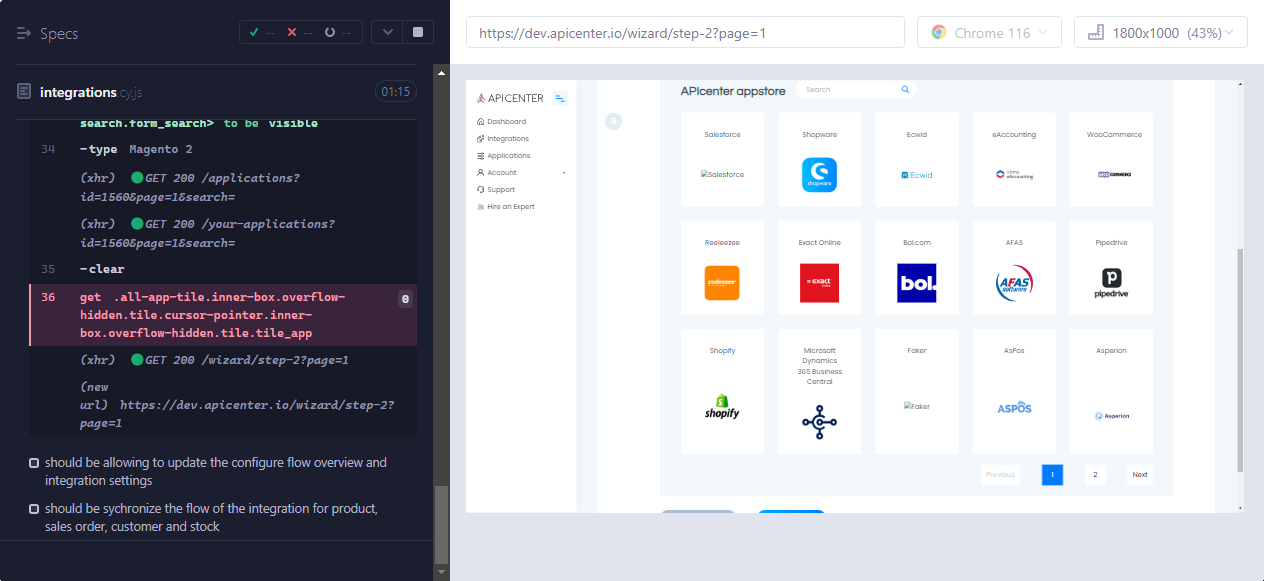 Specs
-- -- --
integrations.cy.js
01:15
search.form_search> to be visible
34 -type Magento 2
(xhr) GET 200 /applications?
id=1560&page=1&search=
(xhr) GET 200 /your-applications?
id=1560&page=1&search=
35 -clear
36 get .all-app-tile.inner-box.overflow-
hidden.tile.cursor-pointer.inner-
box.overflow-hidden.tile.tile_app
0
(xhr) GET 200 /wizard/step-2?page=1
(new
url) https://dev.apicenter.io/wizard/step-2?
page=1
should be allowing to update the configure flow overview and
integration settings
should be sychronize the flow of the integration for product,
sales order, customer and stock
https://dev.apicenter.io/wizard/step-2?page=1
Chrome 116
1800x1000 (43%)
APICENTER
Dashboard
Integrations
Applications
Account
Support
Hire an Expert
APIcenter appstore
Search
Salesforce
Shopware
Ecwid
eAccounting
WooCommerce
Salesforce
shopware
Ecwid
Visma
eAccounting
WOO COMMERCE
Reeleezee
Exact Online
Bol.com
AFAS
Pipedrive
= exact
bol.
AFAS
software
pipedrive
Shopify
Microsoft
Dynamics
365 Business
Central
Faker
AsPos
Asperion
shopify
Faker
ASPOS
Asperion
Previous
1
2
Next